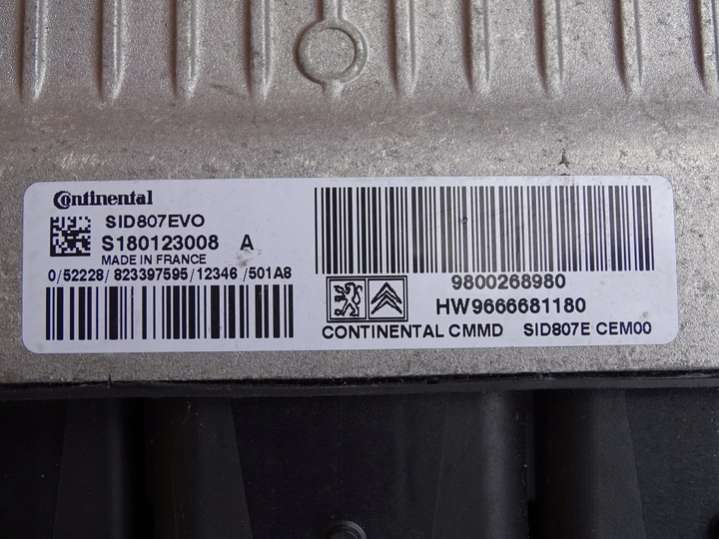 Continental
SID807EVO
S180123008 A
MADE IN FRANCE
0/52228/823397595/12346/501A8
9800268980
HW9666681180
CONTINENTAL CMMD SID807E CEM00